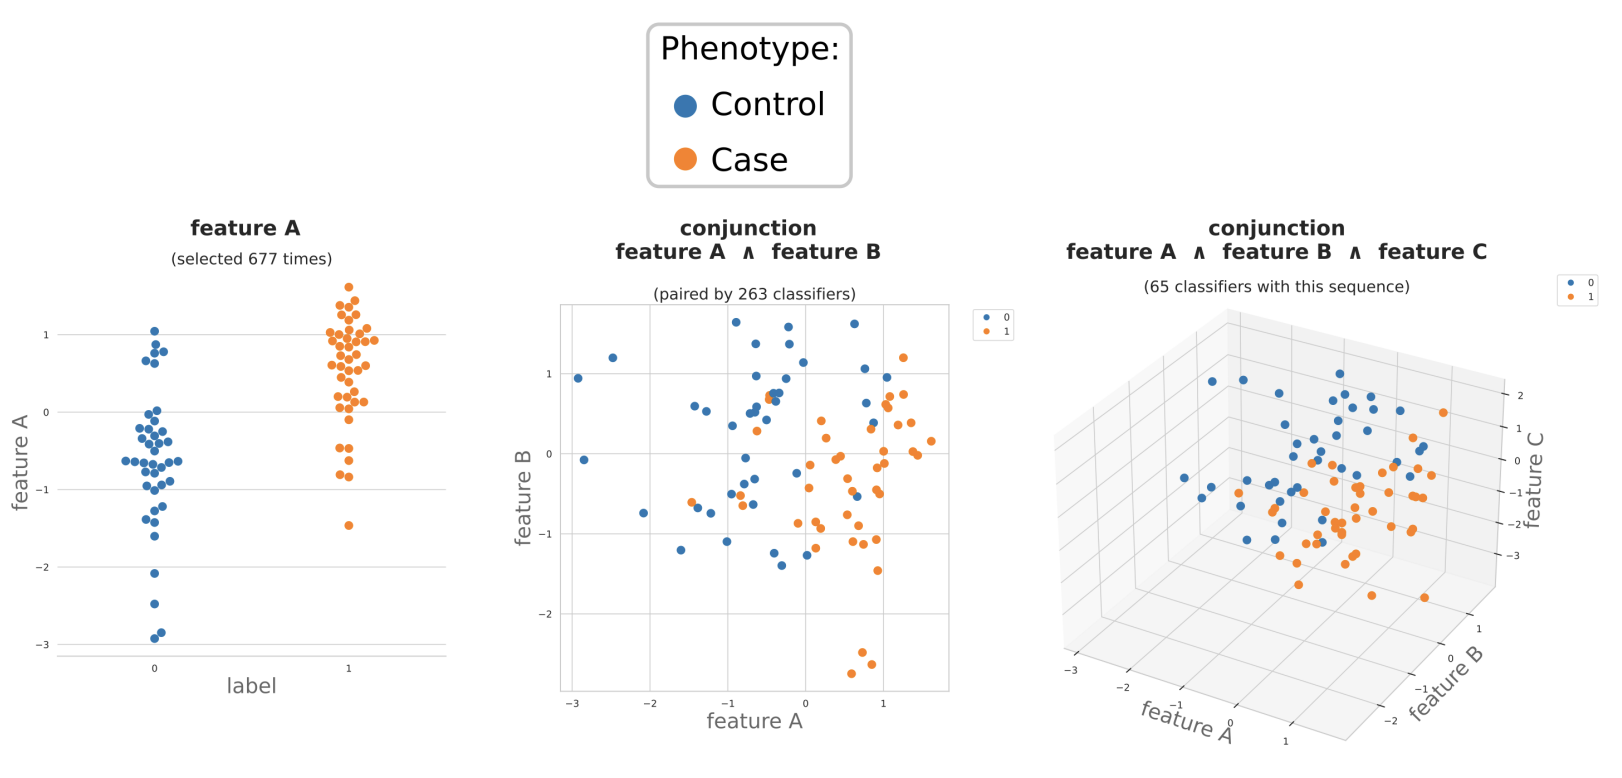 Phenotype:
Control
Case
feature A
(selected 677 times)
1
0
−1
−2
−3
feature A
0
1
label
conjunction
feature A ∧ feature B
(paired by 263 classifiers)
0
1
1
0
−1
−2
feature B
−3
−2
−1
0
1
feature A
conjunction
feature A ∧ feature B ∧ feature C
(65 classifiers with this sequence)
0
1
2
1
0
−1
−2
−3
feature C
1
0
−1
−2
feature B
−3
−2
−1
0
1
feature A